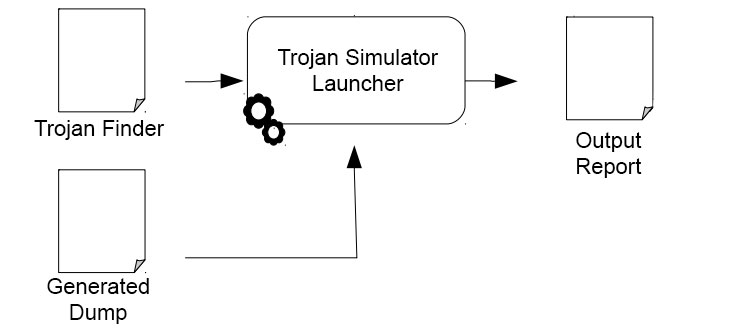 Trojan Simulator
Launcher
Trojan Finder
Output
Report
Generated
Dump